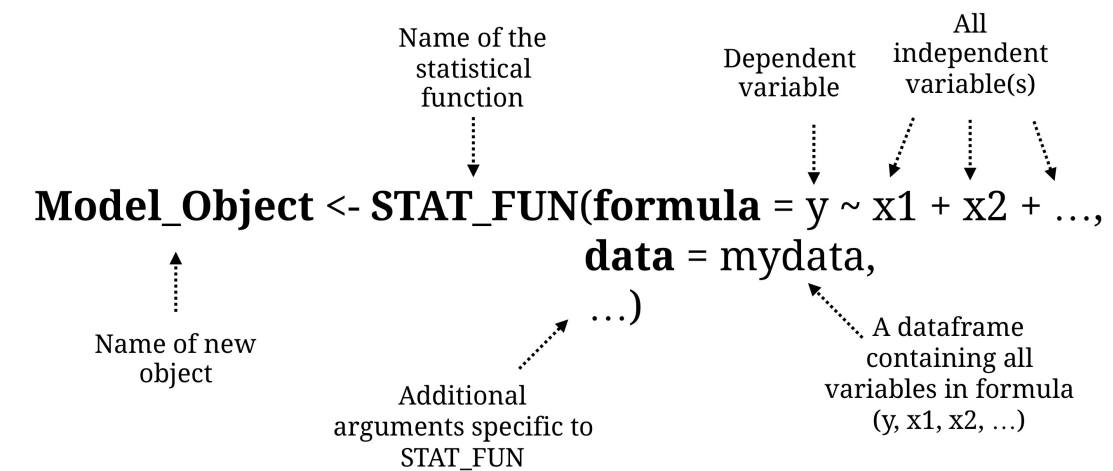 Name of the
statistical
function
Dependent
variable
All
independent
variable(s)
Model_Object <- STAT_FUN(formula = y ~ x1 + x2 + …,
data = mydata,
…)
Name of new
object
Additional
arguments specific to
STAT_FUN
A dataframe
containing all
variables in formula
(y, x1, x2, …)